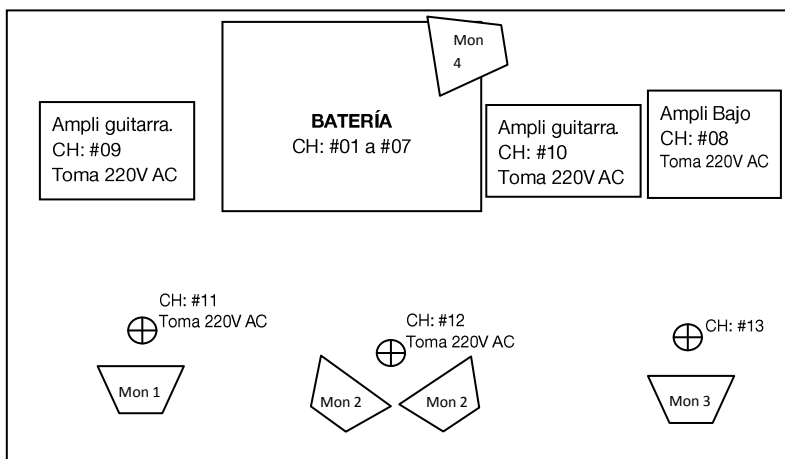 Mon
4
Ampli guitarra.
CH: #09
Toma 220V AC
BATERÍA
CH: #01 a #07
Ampli guitarra.
CH: #10
Toma 220V AC
Ampli Bajo
CH: #08
Toma 220V AC
CH: #11
Toma 220V AC
CH: #12
Toma 220V AC
CH: #13
Mon 1
Mon 2
Mon 2
Mon 3